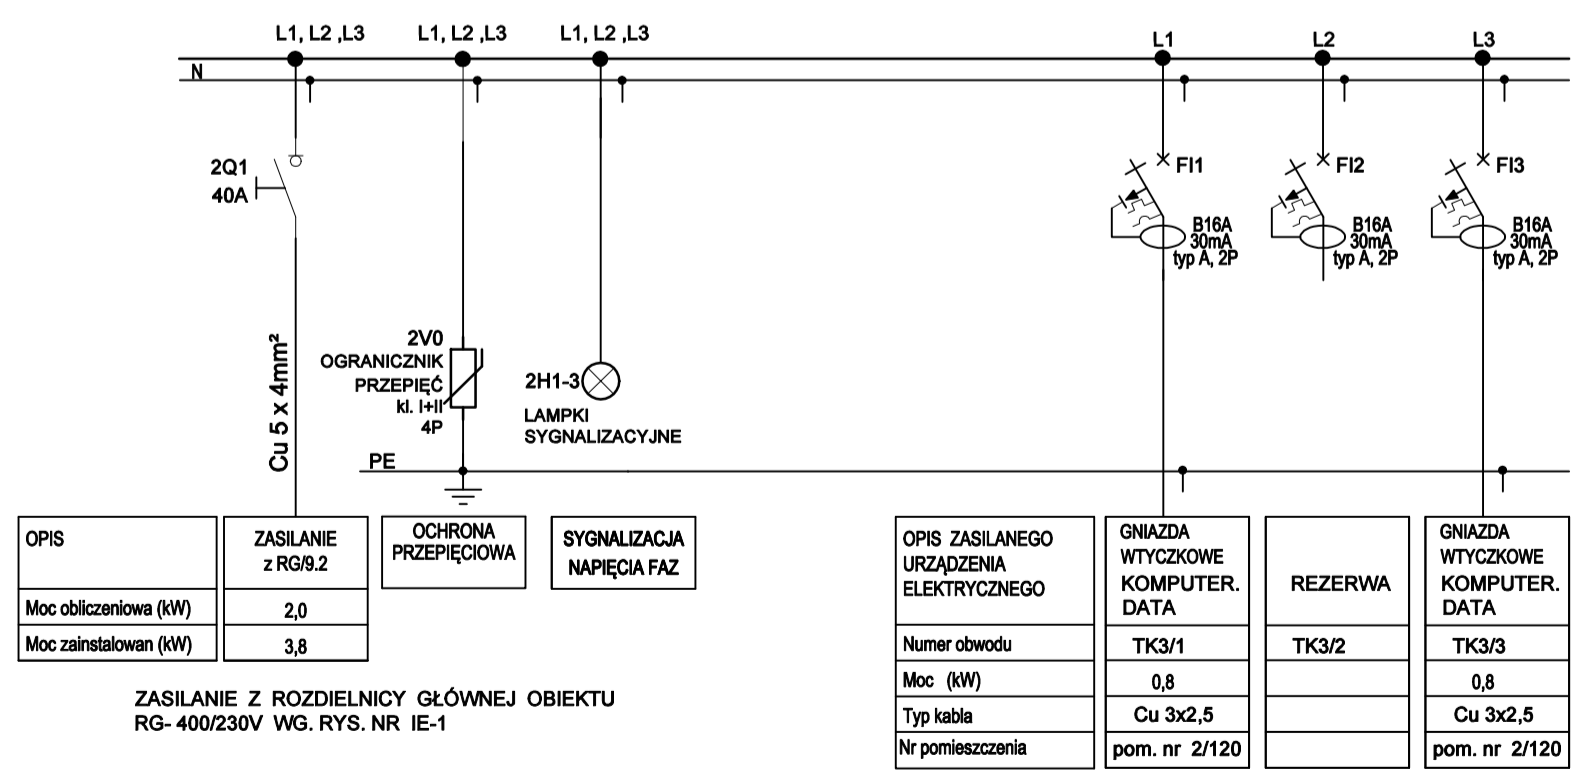 L1, L2 ,L3
L1, L2 ,L3
L1, L2 ,L3
L1
L2
L3
N
2Q1
40A
FI1
B16A
30mA
typ A, 2P
FI2
B16A
30mA
typ A, 2P
FI3
B16A
30mA
typ A, 2P
Cu 5 x 4mm²
2V0
OGRANICZNIK
PRZEPIĘĆ
kl. I+II
4P
2H1-3
LAMPKI
SYGNALIZACYJNE
PE
OPIS
ZASILANIE
z RG/9.2
Moc obliczeniowa (kW)
2,0
Moc zainstalowan (kW)
3,8
OCHRONA
PRZEPIĘCIOWA
SYGNALIZACJA
NAPIĘCIA FAZ
ZASILANIE Z ROZDIELNICY GŁÓWNEJ OBIEKTU
RG- 400/230V WG. RYS. NR IE-1
OPIS ZASILANEGO
URZĄDZENIA
ELEKTRYCZNEGO
GNIAZDA
WTYCZKOWE
KOMPUTER.
DATA
REZERWA
GNIAZDA
WTYCZKOWE
KOMPUTER.
DATA
Numer obwodu
TK3/1
TK3/2
TK3/3
Moc (kW)
0,8
0,8
Typ kabla
Cu 3x2,5
Cu 3x2,5
Nr pomieszczenia
pom. nr 2/120
pom. nr 2/120